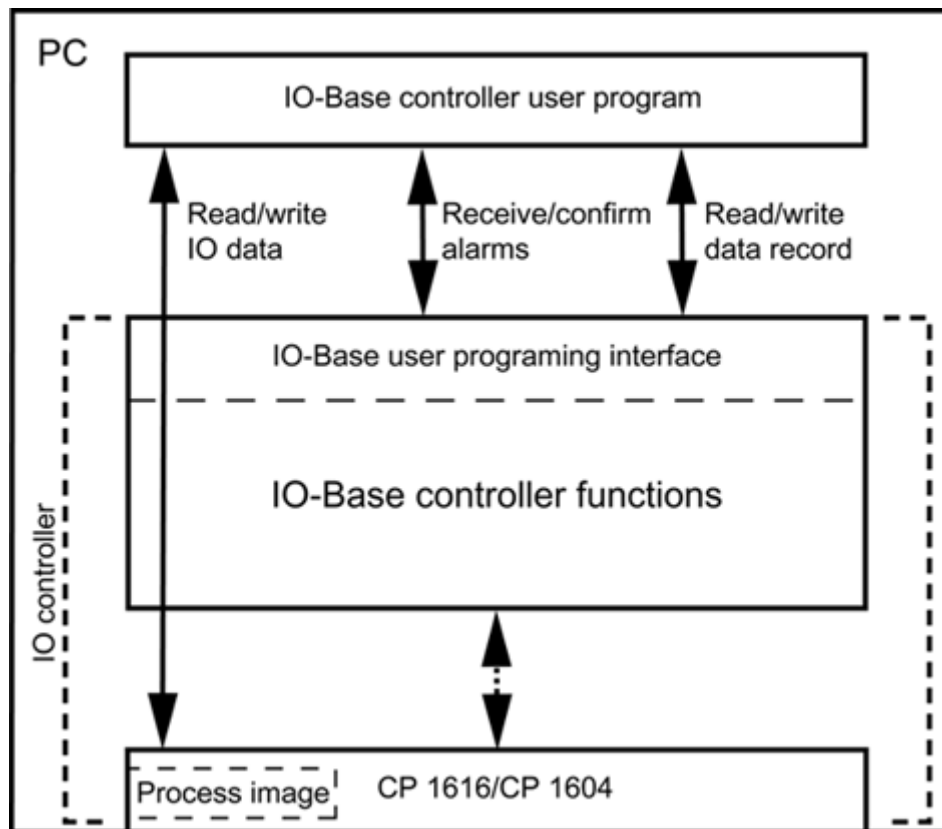 PC
IO-Base controller user program
Read/write
IO data
Receive/confirm
alarms
Read/write
data record
IO-Base user programing interface
IO-Base controller functions
IO controller
Process image
CP 1616/CP 1604